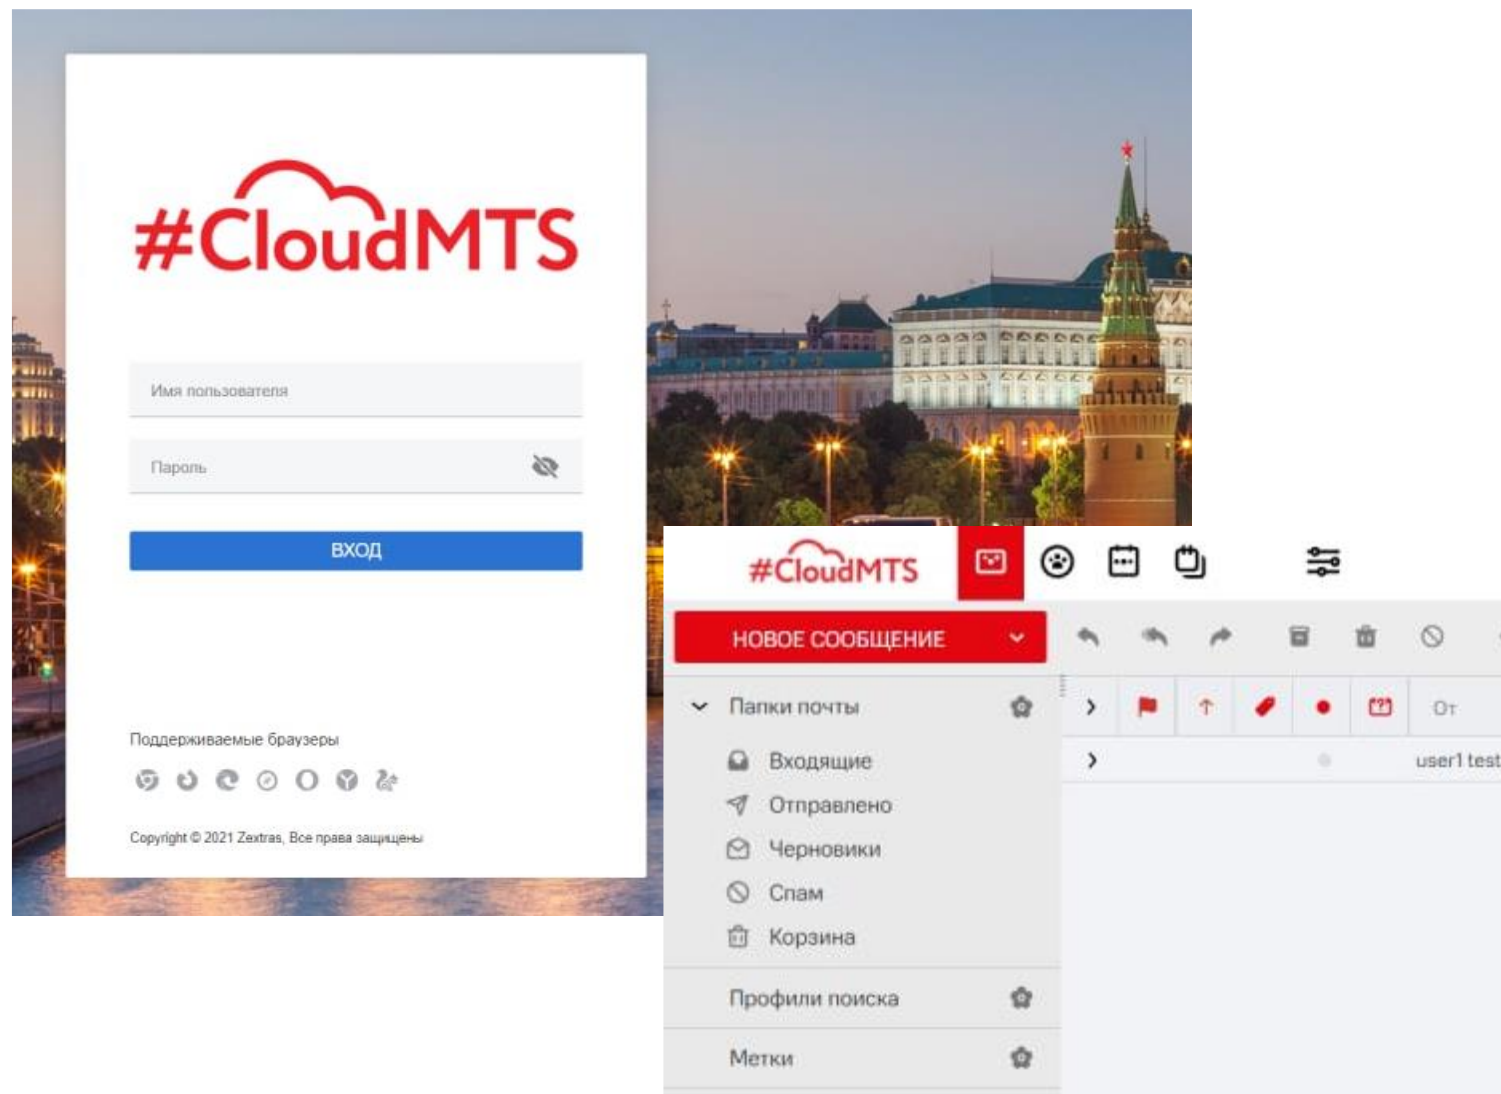 #CloudMTS
Имя пользователя
Пароль
ВХОД
Поддерживаемые браузеры
Copyright © 2021 Zextras, Все права защищены
#CloudMTS
НОВОЕ СООБЩЕНИЕ
Папки почты
От
Входящие
user1 test
Отправлено
Черновики
Спам
Корзина
Профили поиска
Метки